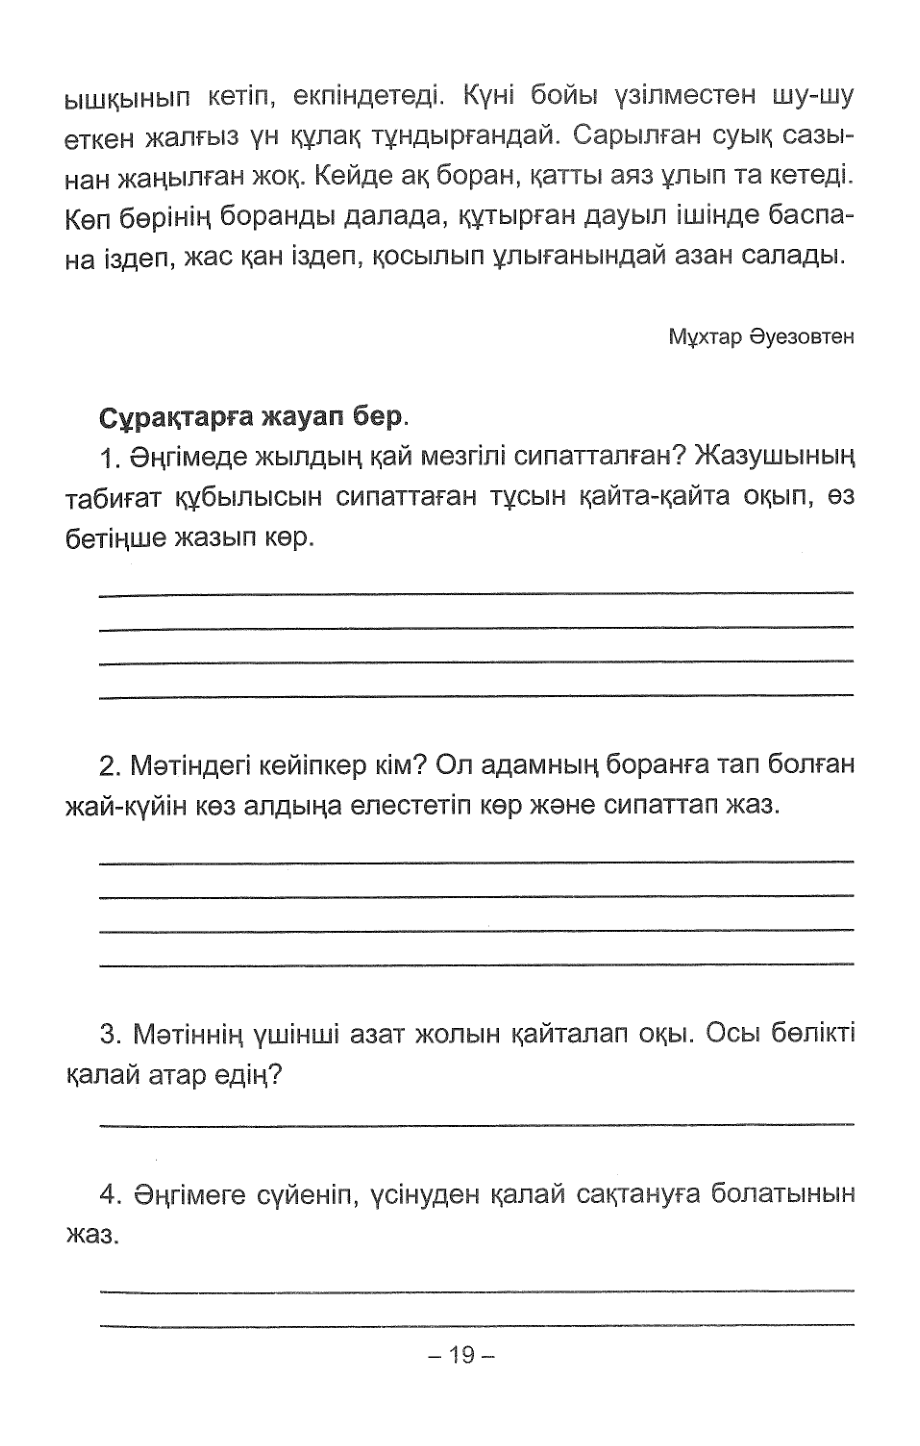 ышқынып кетіп, екпіндетеді. Күні бойы үзілместен шу-шу
еткен жалғыз үн құлақ тұндырғандай. Сарылған суық сазы-
нан жаңылған жоқ. Кейде ақ боран, қатты аяз ұлып та кетеді.
Көп бөрінің боранды далада, құтырған дауыл ішінде баспа-
на іздеп, жас қан іздеп, қосылып ұлығанындай азан салады.
Мұхтар Әуезовтен
Сұрақтарға жауап бер.
1. Әңгімеде жылдың қай мезгілі сипатталған? Жазушының
табиғат құбылысын сипаттаған тұсын қайта-қайта оқып, өз
бетіңше жазып көр.
2. Мәтіндегі кейіпкер кім? Ол адамның боранға тап болған
жай-күйін көз алдыңа елестетіп көр және сипаттап жаз.
3. Мәтіннің үшінші азат жолын қайталап оқы. Осы бөлікті
қалай атар едің?
4. Әңгімеге сүйеніп, үсінуден қалай сақтануға болатынын
жаз.
– 19 –